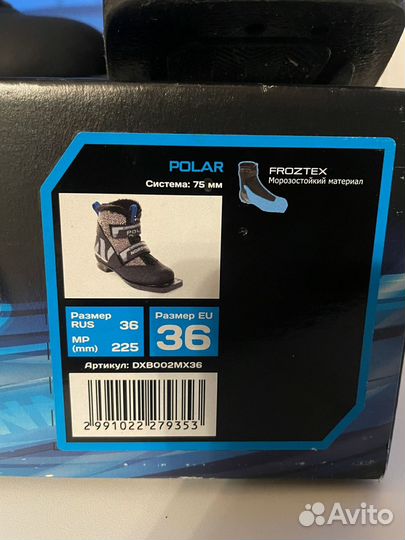 POLAR
Система: 75 мм
FROZTEX
Морозостойкий материал
POLAR
Размер RUS 36
MP (mm) 225
Размер EU
36
Артикул: DXB002MX36
2 991022 279353
Avito